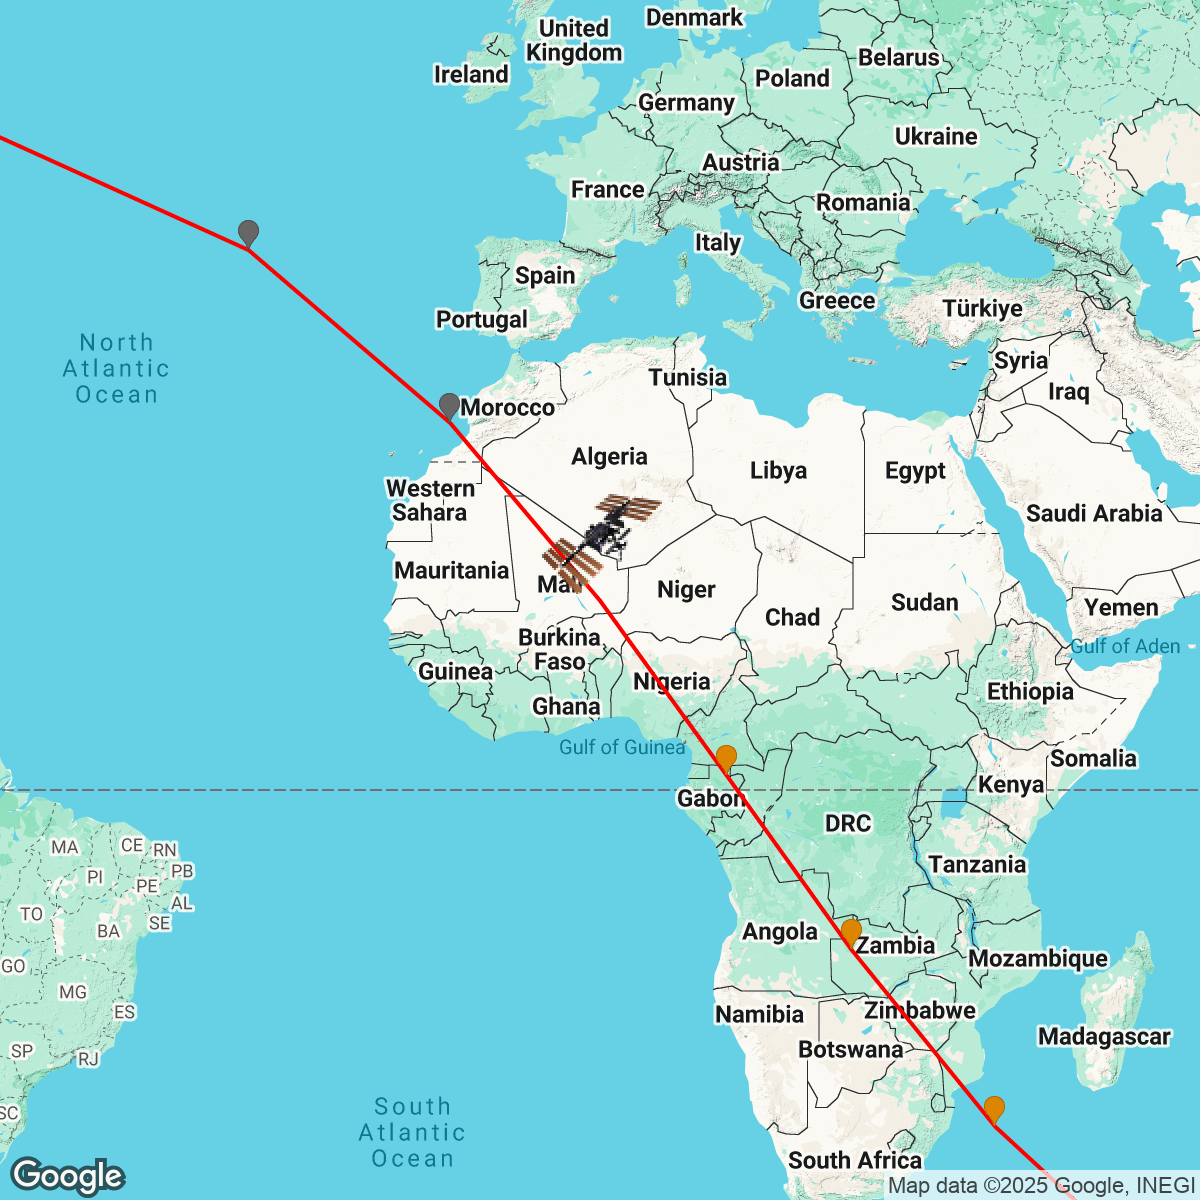 Denmark
United
Kingdom
Belarus
Ireland
Poland
Germany
Ukraine
Austria
France
Romania
Italy
Spain
Greece
Türkiye
Portugal
North
Atlantic
Ocean
Syria
Tunisia
Iraq
Morocco
Algeria
Libya
Egypt
Western
Sahara
Saudi Arabia
Mauritania
Mali
Niger
Chad
Sudan
Yemen
Burkina
Faso
Gulf of Aden
Guinea
Nigeria
Ethiopia
Ghana
Gulf of Guinea
Somalia
Kenya
Gabon
DRC
MA
CE
RN
PI
PB
PE
Tanzania
AL
TO
BA
SE
Angola
Zambia
Mozambique
GO
MG
ES
Namibia
Zimbabwe
Madagascar
SP
RJ
Botswana
SC
South
Atlantic
Ocean
South Africa
Google
Map data ©2025 Google, INEGI